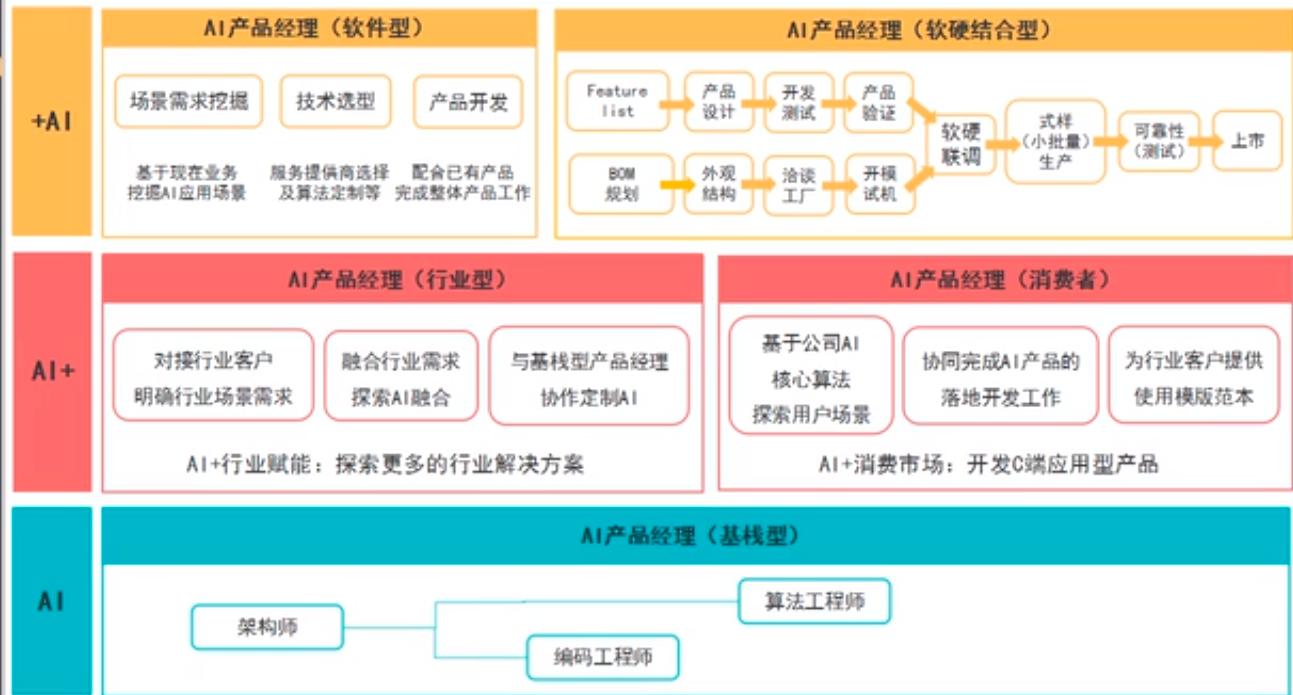 +AI
AI产品经理（软件型）
场景需求挖掘
技术选型
产品开发
基于现在业务
挖掘AI应用场景
服务提供商选择
及算法定制等
配合已有产品
完成整体产品工作
AI产品经理（软硬结合型）
Feature
list
产品
设计
开发
测试
产品
验证
BOM
规划
外观
结构
洽谈
工厂
开模
试机
软硬
联调
式样
（小批量）
生产
可靠性
（测试）
上市
AI+
AI产品经理（行业型）
对接行业客户
明确行业场景需求
融合行业需求
探索AI融合
与基栈型产品经理
协作定制AI
AI+行业赋能：探索更多的行业解决方案
AI产品经理（消费者）
基于公司AI
核心算法
探索用户场景
协同完成AI产品的
落地开发工作
为行业客户提供
使用模版范本
AI+消费市场：开发C端应用型产品
AI
AI产品经理（基栈型）
架构师
算法工程师
编码工程师